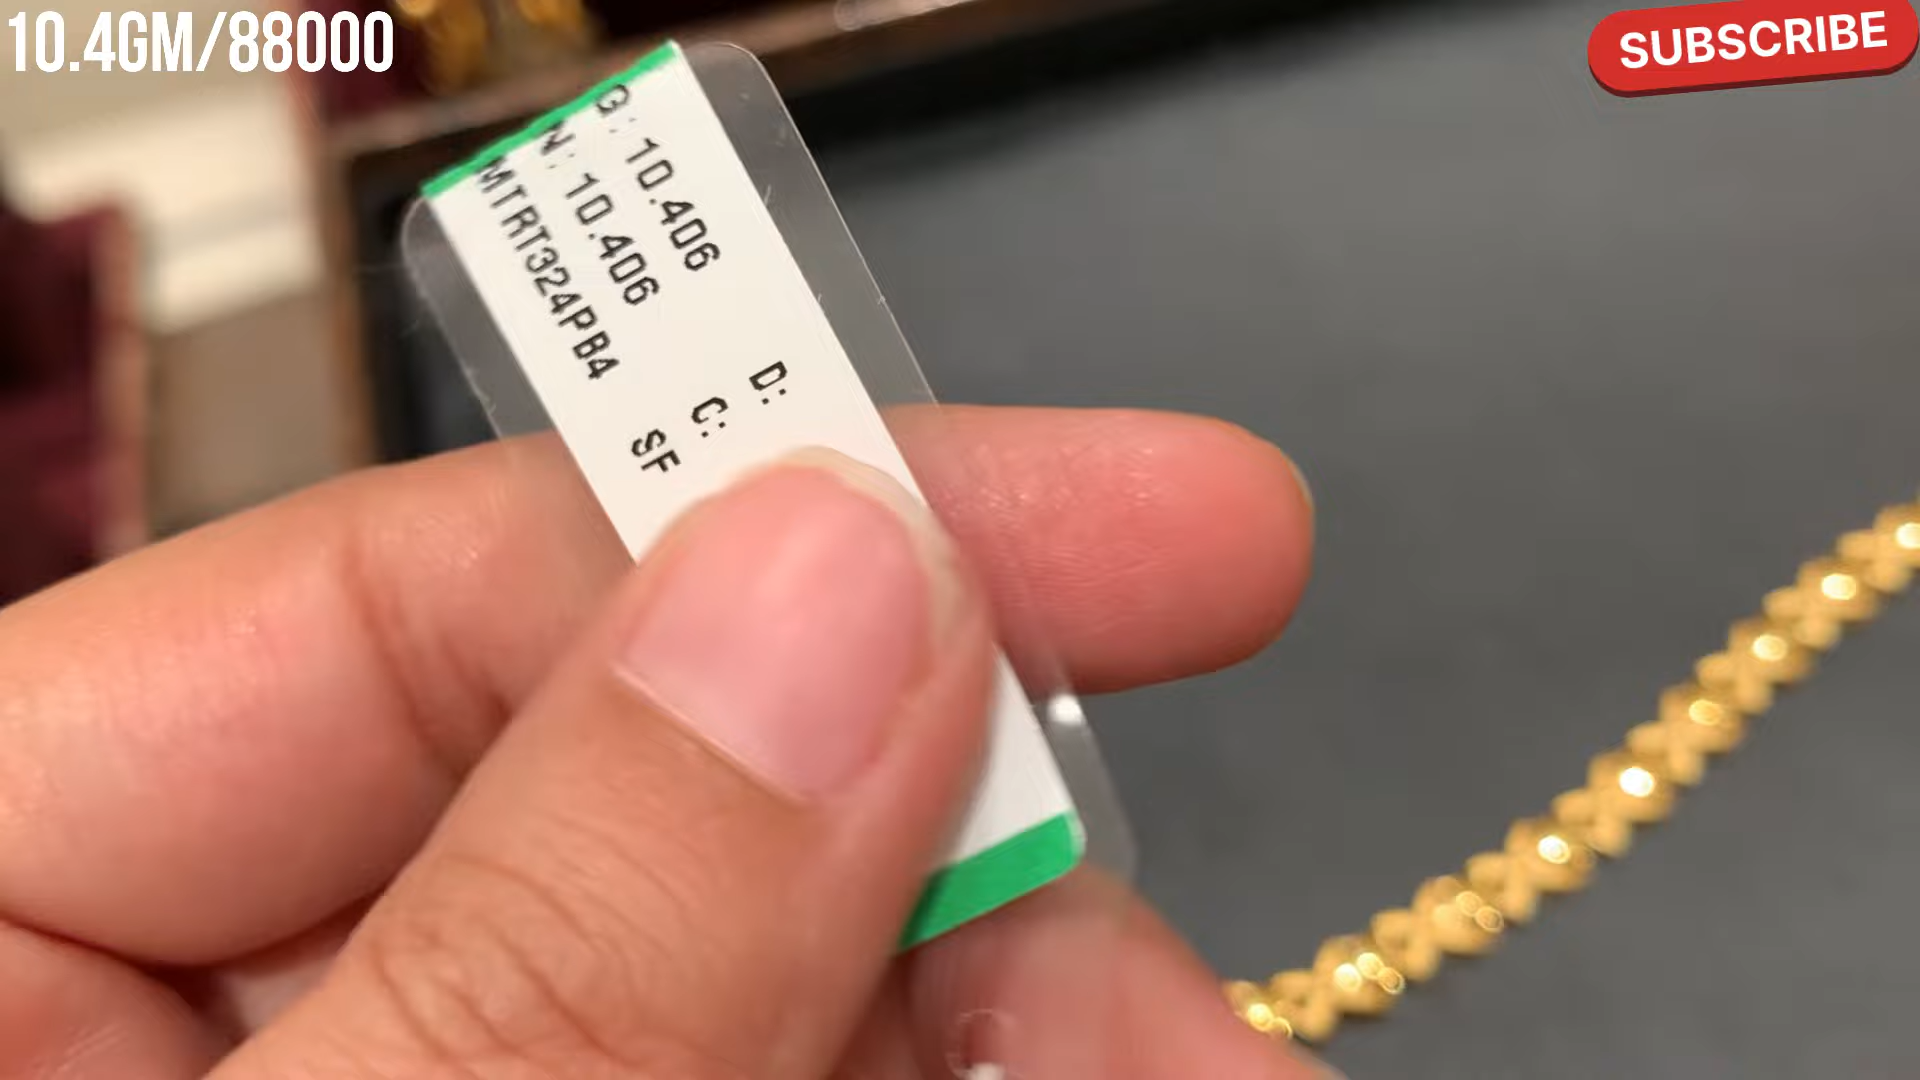 10.4GM/88000
SUBSCRIBE
G: 10.406 D:
N: 10.406 C:
MTRT324PB4 SF